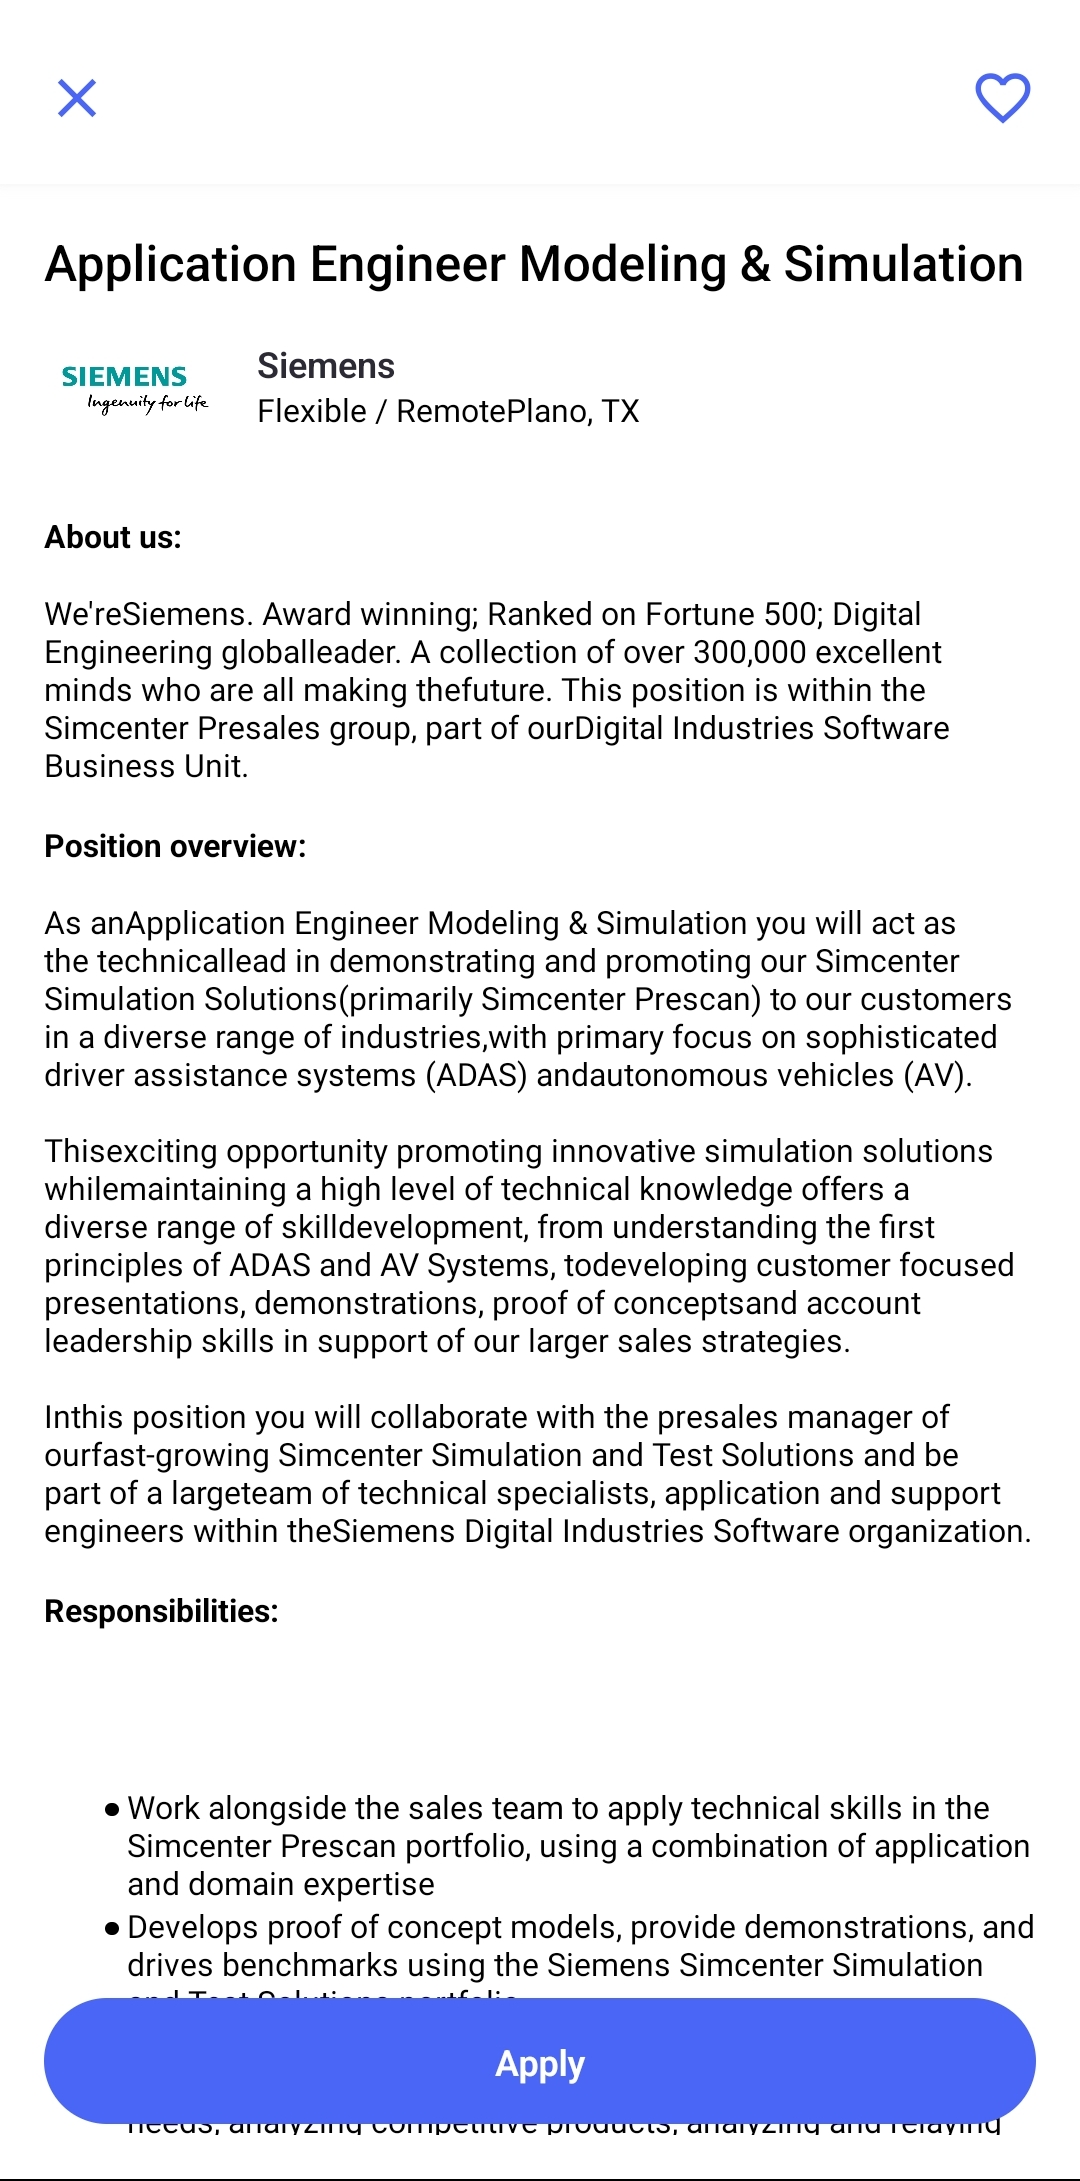 Application Engineer Modeling & Simulation
SIEMENS
Ingenuity for life
Siemens
Flexible / RemotePlano, TX
About us:
We'reSiemens. Award winning; Ranked on Fortune 500; Digital
Engineering globalleader. A collection of over 300,000 excellent
minds who are all making thefuture. This position is within the
Simcenter Presales group, part of ourDigital Industries Software
Business Unit.
Position overview:
As anApplication Engineer Modeling & Simulation you will act as
the technicallead in demonstrating and promoting our Simcenter
Simulation Solutions(primarily Simcenter Prescan) to our customers
in a diverse range of industries,with primary focus on sophisticated
driver assistance systems (ADAS) andautonomous vehicles (AV).
Thisexciting opportunity promoting innovative simulation solutions
whilemaintaining a high level of technical knowledge offers a
diverse range of skilldevelopment, from understanding the first
principles of ADAS and AV Systems, todeveloping customer focused
presentations, demonstrations, proof of conceptsand account
leadership skills in support of our larger sales strategies.
Inthis position you will collaborate with the presales manager of
ourfast-growing Simcenter Simulation and Test Solutions and be
part of a largeteam of technical specialists, application and support
engineers within theSiemens Digital Industries Software organization.
Responsibilities:
• Work alongside the sales team to apply technical skills in the
Simcenter Prescan portfolio, using a combination of application
and domain expertise
• Develops proof of concept models, provide demonstrations, and
drives benchmarks using the Siemens Simcenter Simulation
and Test Solutions portfolio
Apply
needs, analyzing competitive products, analyzing and relaying